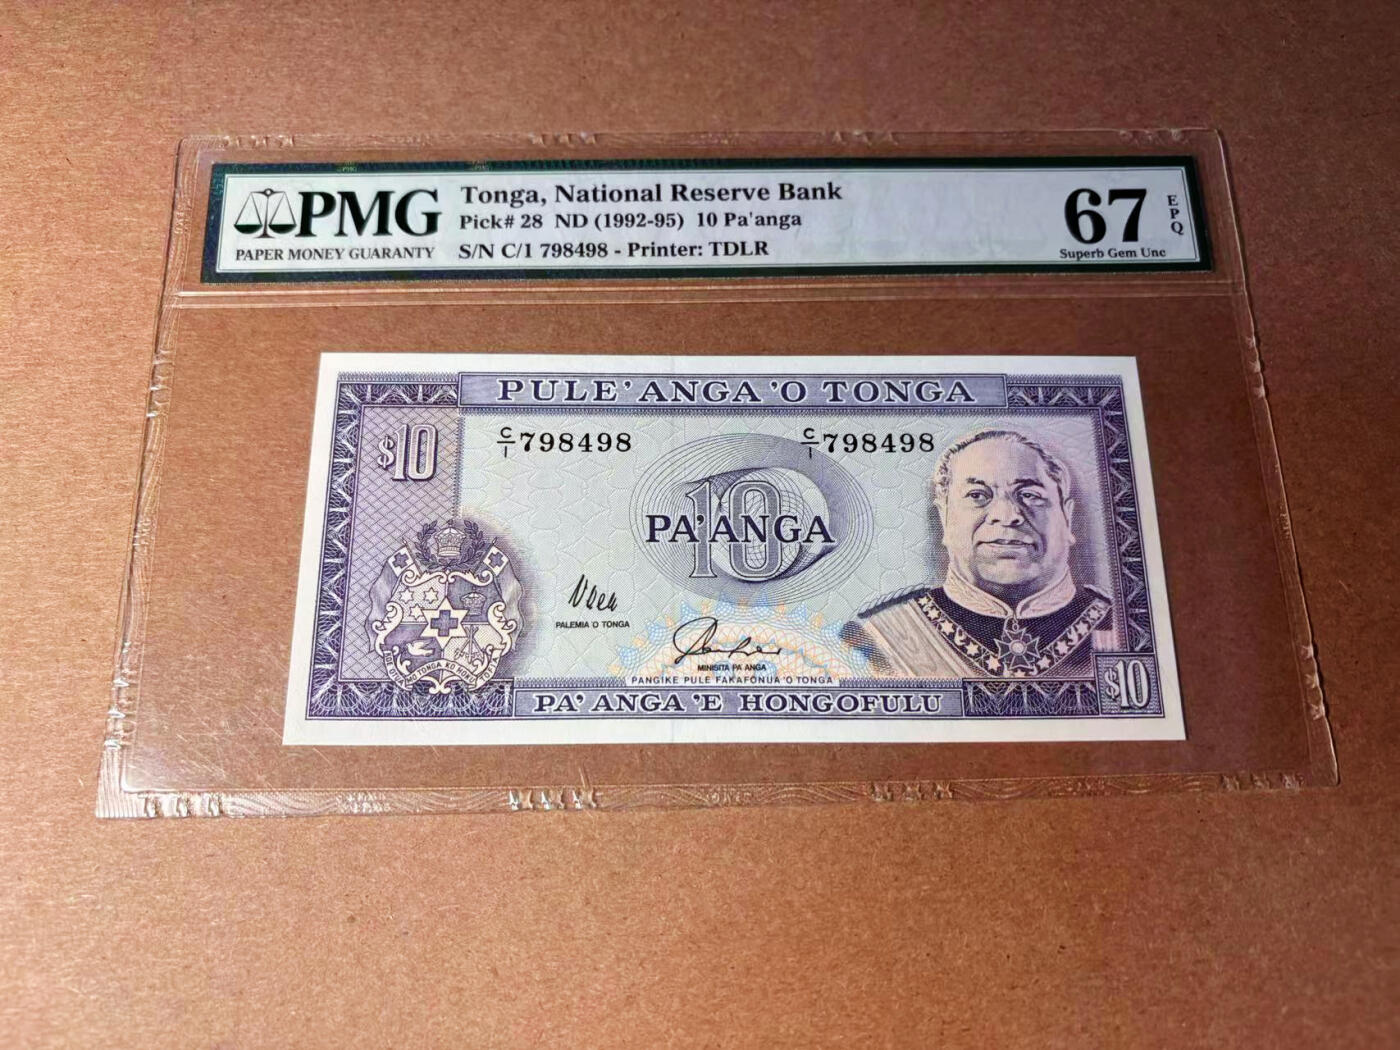 PMG
PAPER MONEY GUARANTY
Tonga, National Reserve Bank
Pick# 28 ND (1992-95) 10 Pa'anga
S/N C/1 798498 - Printer: TDLR
67
EPQ
Superb Gem Unc
PULE'ANGA 'O TONGA
$10
C/1 798498
C/1 798498
10
PA'ANGA
PALEMIA 'O TONGA
MINISITA PA'ANGA
PANGIKE PULE FAKAFONUA 'O TONGA
$10
PA'ANGA 'E HONGOFULU